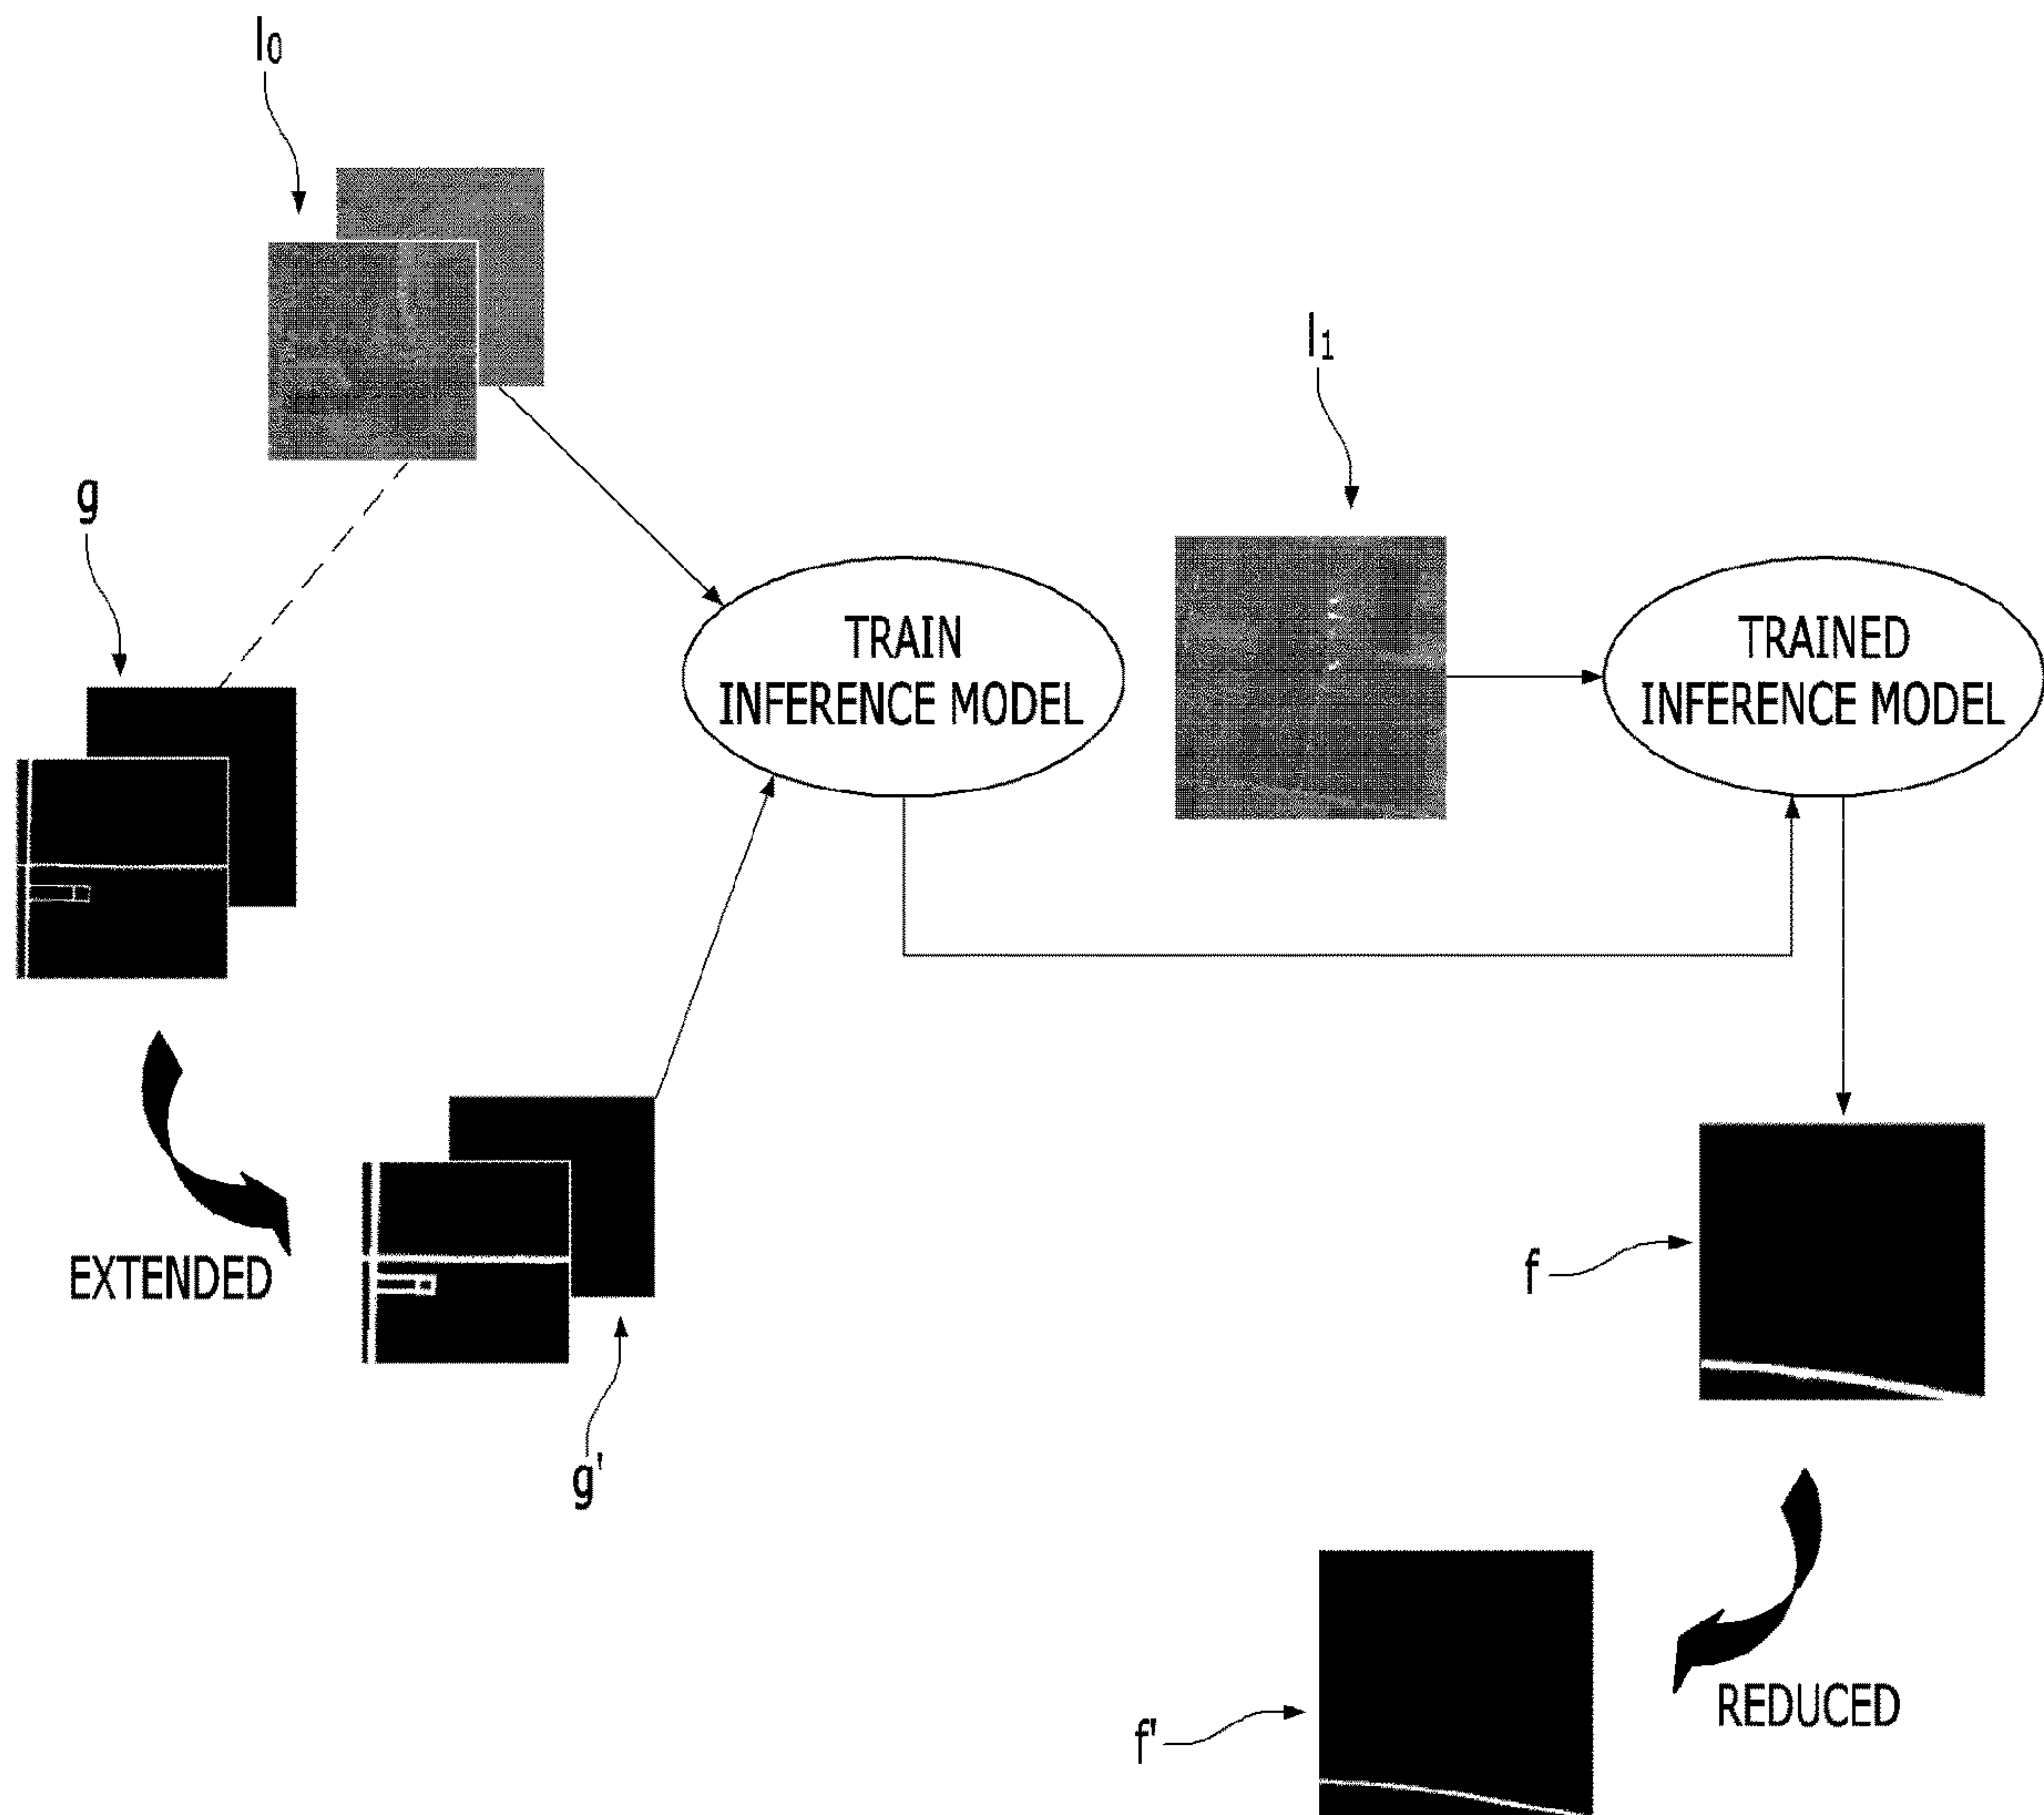 I0
I1
g
TRAIN
INFERENCE MODEL
TRAINED
INFERENCE MODEL
EXTENDED
f
g'
REDUCED
f'